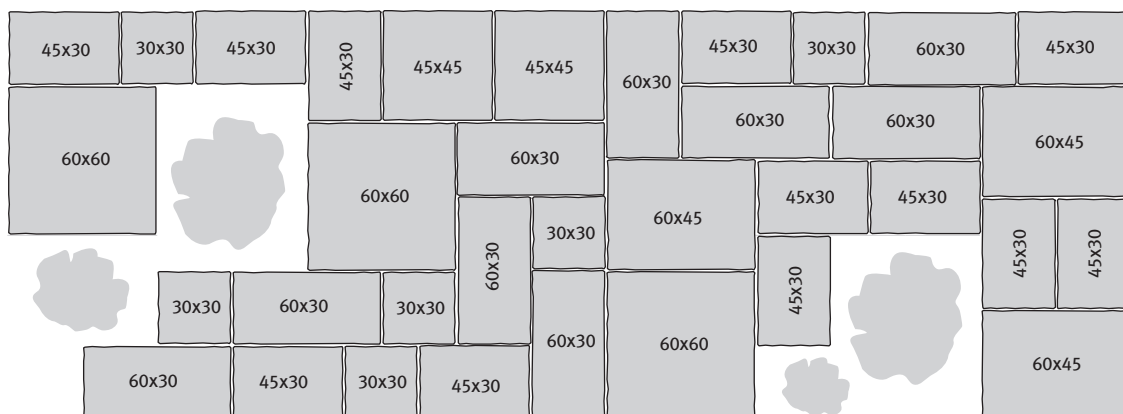 45x30 30x30 45x30 45x30 45x45 45x45 60x30 45x30 30x30 60x30 45x30
60x30 60x30 60x45
60x60 60x60 60x30
60x45 45x30 45x30
60x30 30x30 45x30 45x30 45x30
30x30 60x30 30x30
60x30 60x60 60x45
60x30 45x30 30x30 45x30